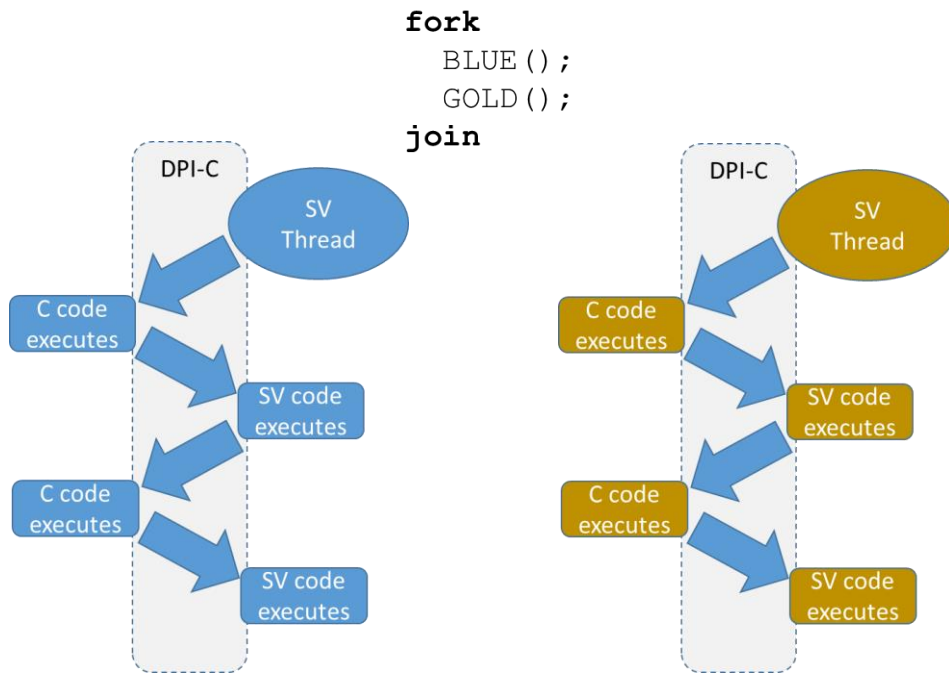 fork
BLUE();
GOLD();
join
DPI-C
SV
Thread
C code
executes
SV code
executes
C code
executes
SV code
executes
DPI-C
SV
Thread
C code
executes
SV code
executes
C code
executes
SV code
executes